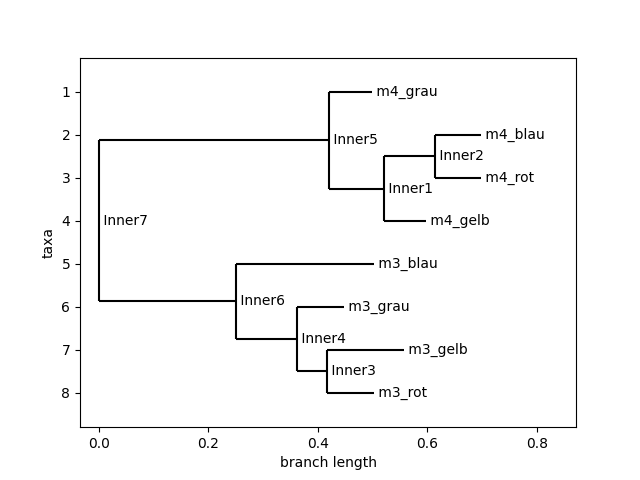 1
m4_grau
2
m4_blau
Inner5
Inner2
3
m4_rot
Inner1
4
m4_gelb
Inner7
taxa
5
m3_blau
Inner6
6
m3_grau
Inner4
7
m3_gelb
Inner3
8
m3_rot
0.0 0.2 0.4 0.6 0.8
branch length